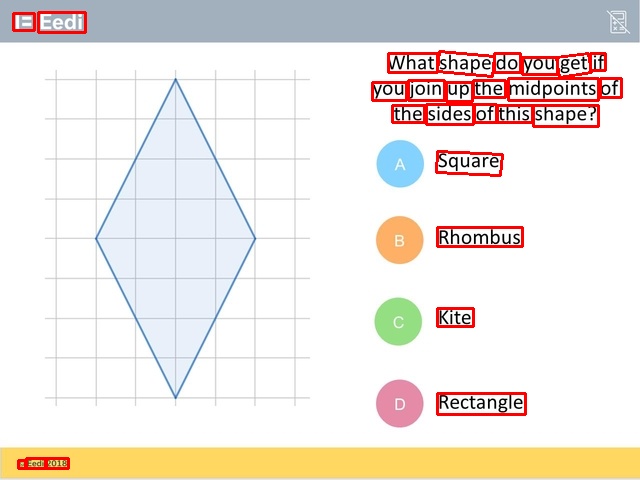 Eedi
What shape do you get if
you join up the midpoints of
the sides of this shape?
A Square
B Rhombus
C Kite
D Rectangle
© Eedi 2018